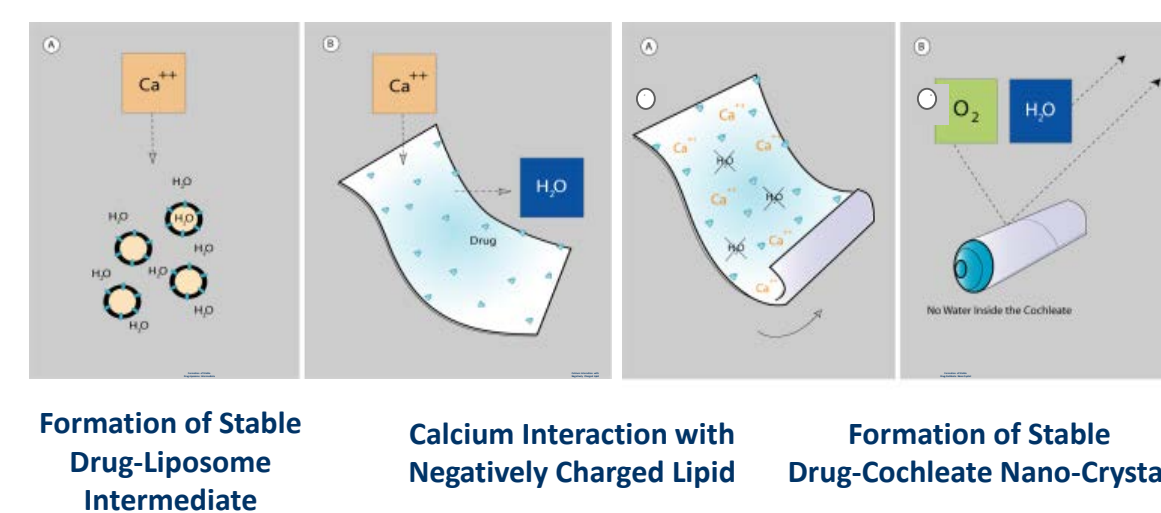 A
Ca++
H2O
H2O
H2O
H2O
H2O
H2O
H2O
H2O
B
Ca++
H2O
Drug
A
Ca++
Ca++
Ca++
H2O
Ca++
H2O
H2O
Ca++
Ca++
B
O2
H2O
No Water Inside the Cochleate
Formation of Stable
Drug-Liposome
Intermediate
Calcium Interaction with
Negatively Charged Lipid
Formation of Stable
Drug-Cochleate Nano-Crysta